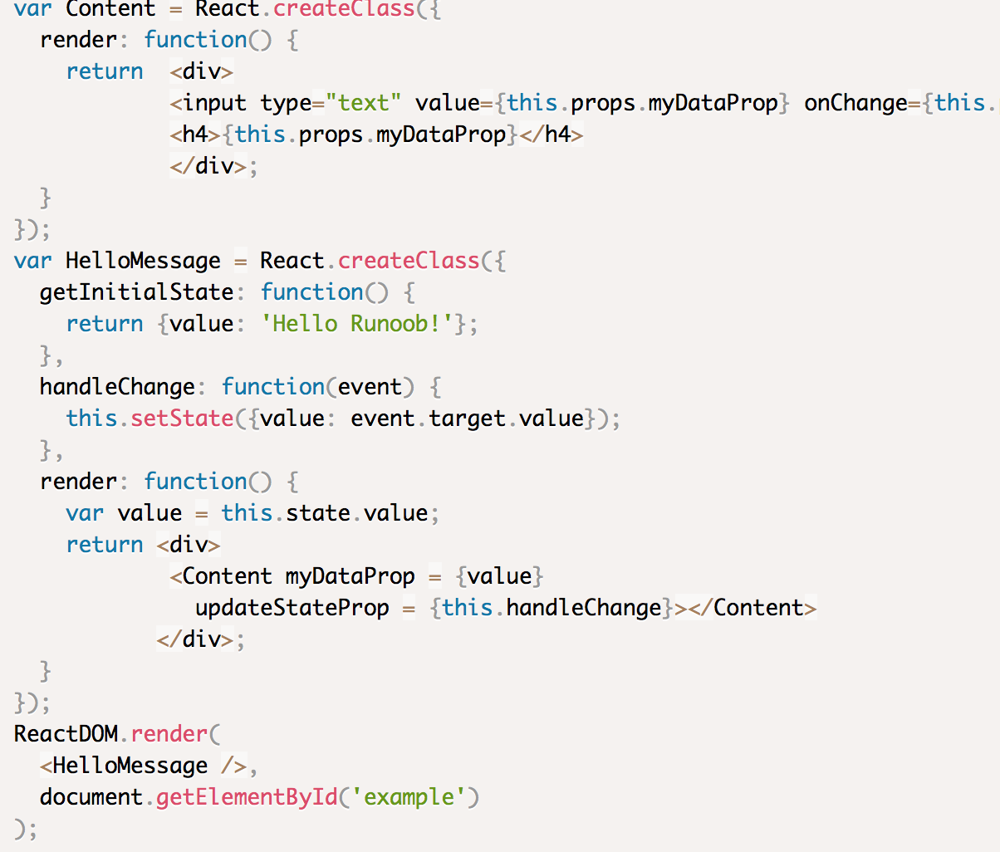 var Content = React.createClass({
  render: function() {
    return  <div>
            <input type="text" value={this.props.myDataProp} onChange={this.
            <h4>{this.props.myDataProp}</h4>
            </div>;
  }
});
var HelloMessage = React.createClass({
  getInitialState: function() {
    return {value: 'Hello Runoob!'};
  },
  handleChange: function(event) {
    this.setState({value: event.target.value});
  },
  render: function() {
    var value = this.state.value;
    return <div>
            <Content myDataProp = {value}
              updateStateProp = {this.handleChange}></Content>
           </div>;
  }
});
ReactDOM.render(
  <HelloMessage />,
  document.getElementById('example')
);